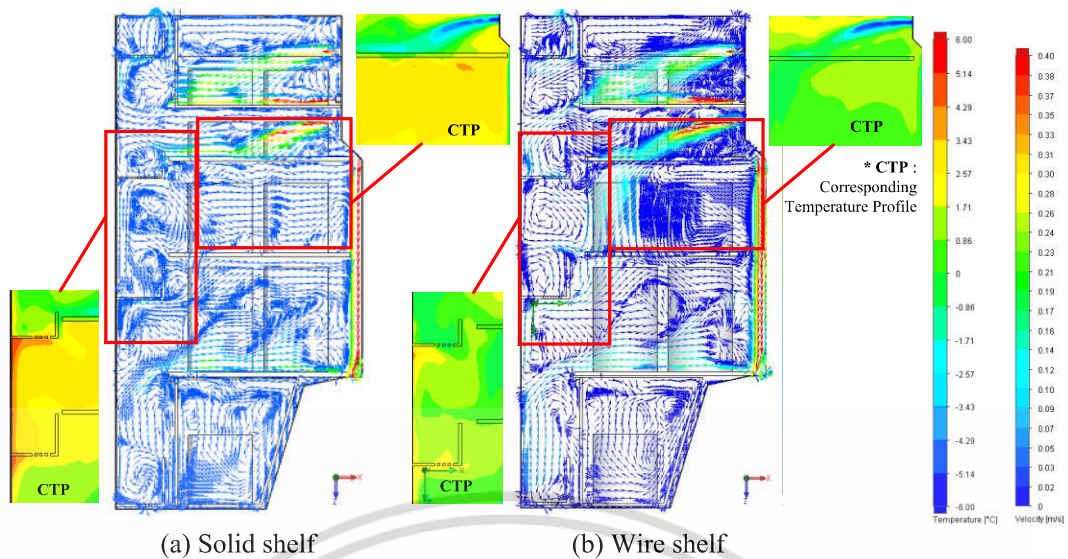 CTP
CTP
* CTP :
Corresponding
Temperature Profile
CTP
CTP
6.00
5.14
4.29
3.43
2.57
1.71
0.86
0
-0.86
-1.71
-2.57
-3.43
-4.29
-5.14
-6.00
Temperature [°C]
0.40
0.38
0.36
0.35
0.33
0.31
0.29
0.28
0.26
0.24
0.22
0.21
0.19
0.17
0.16
0.14
0.12
0.10
0.09
0.07
0.05
0.03
0.02
0
Velocity [m/s]
X
Z
X
Z
X
X
(a) Solid shelf
(b) Wire shelf